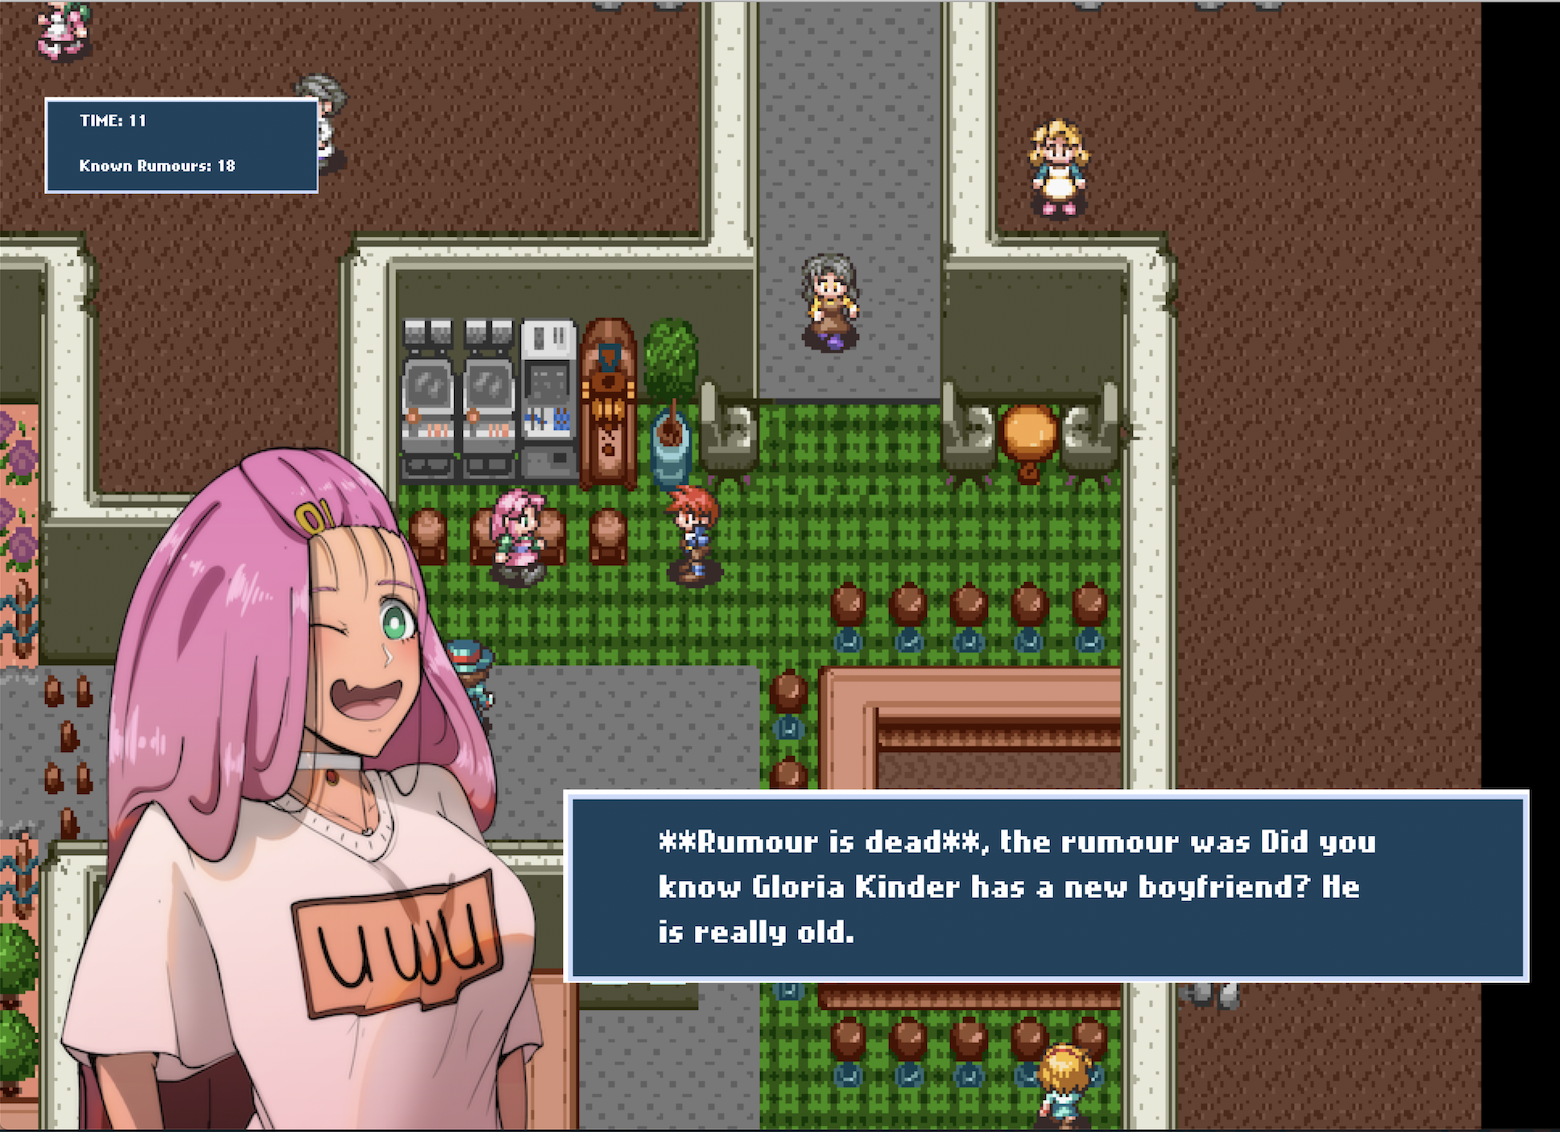 TIME: 11
Known Rumours: 18
uwu
**Rumour is dead**, the rumour was Did you
know Gloria Kinder has a new boyfriend? He
is really old.